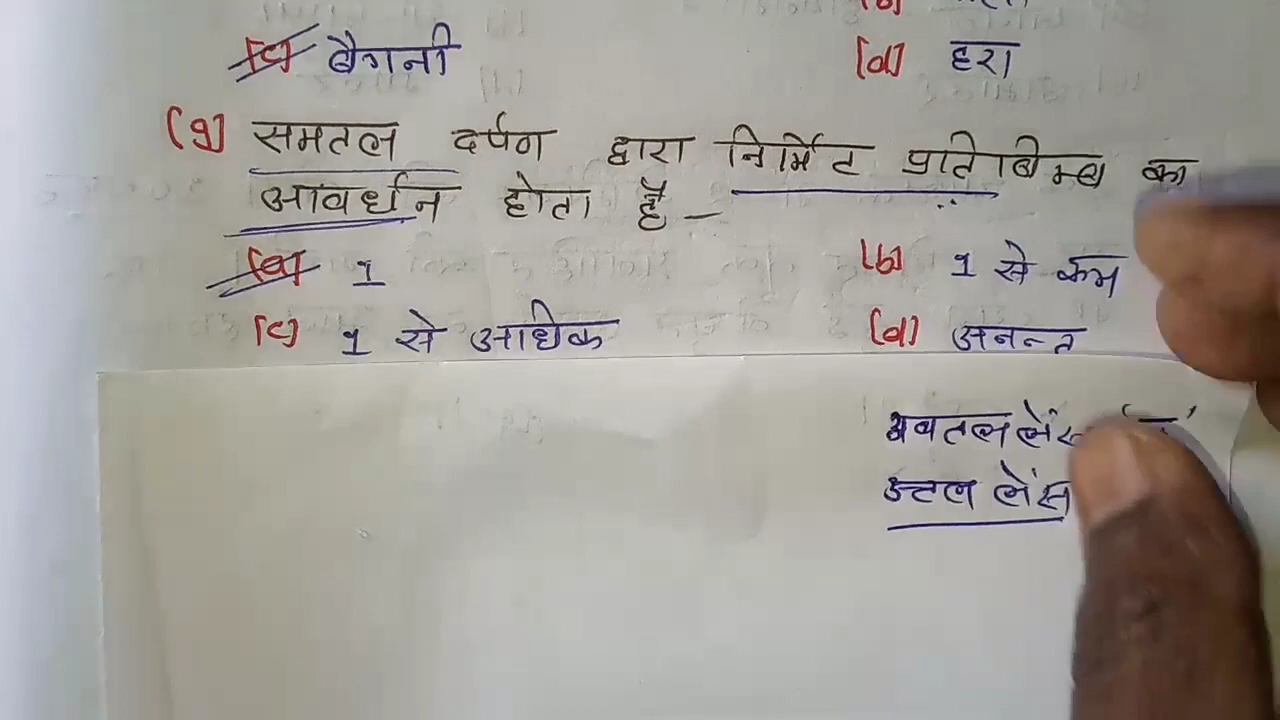 [c] बैगनी [d] हरा
[9] समतल दर्पण द्वारा निर्मित प्रतिबिम्ब का
आवर्धन होता है –
[a] 1 [b] 1 से कम
[c] 1 से अधिक [d] अनन्त
अवतल
उत्तल लेंस